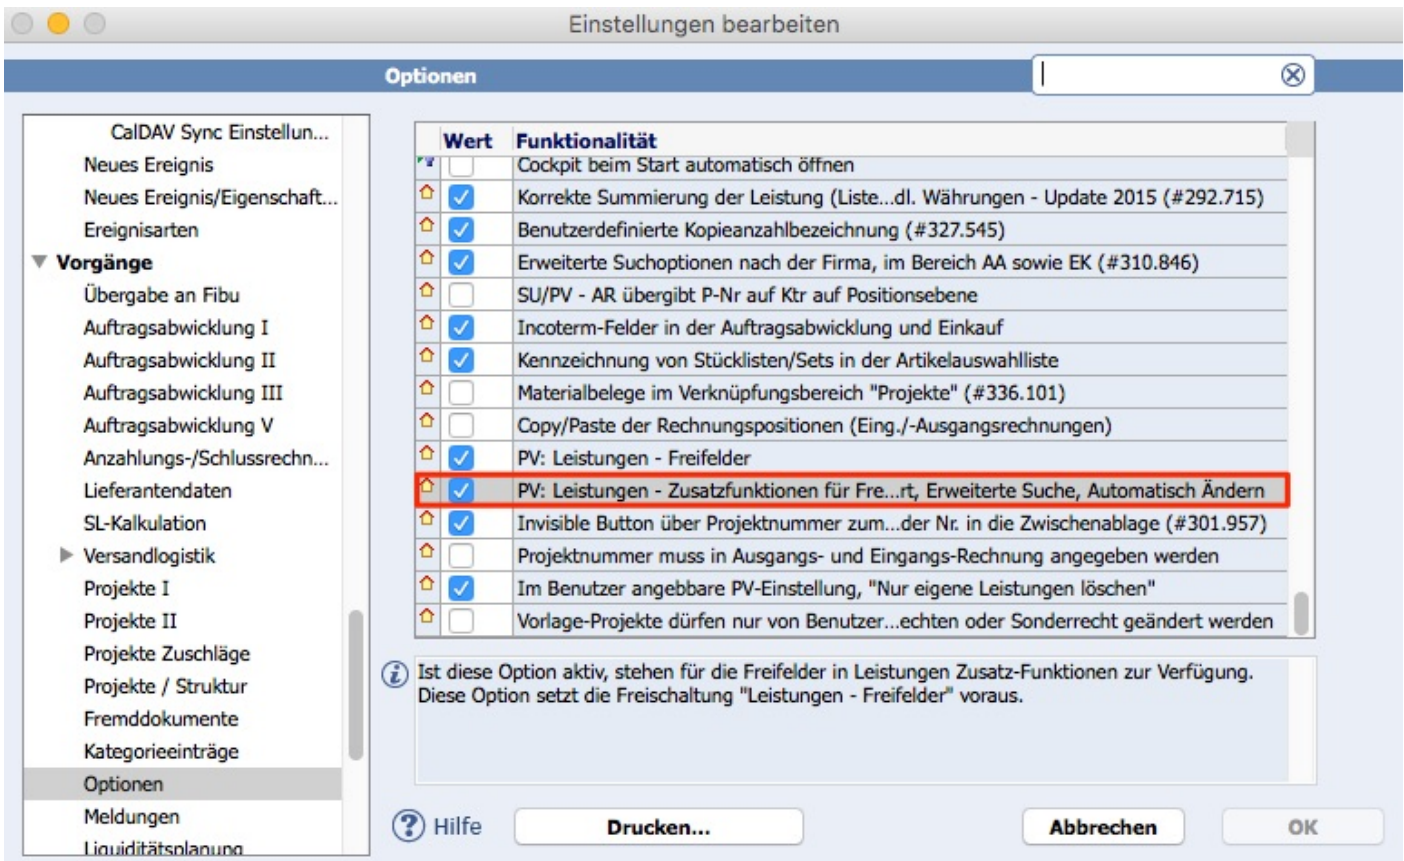 Einstellungen bearbeiten
Optionen
CalDAV Sync Einstellun...
Neues Ereignis
Neues Ereignis/Eigenschaft...
Ereignisarten
Vorgänge
Übergabe an Fibu
Auftragsabwicklung I
Auftragsabwicklung II
Auftragsabwicklung III
Auftragsabwicklung V
Anzahlungs-/Schlussrechn...
Lieferantendaten
SL-Kalkulation
Versandlogistik
Projekte I
Projekte II
Projekte Zuschläge
Projekte / Struktur
Fremddokumente
Kategorieeinträge
Optionen
Meldungen
Liquiditätsplanung
Wert Funktionalität
Cockpit beim Start automatisch öffnen
Korrekte Summierung der Leistung (Liste...dl. Währungen - Update 2015 (#292.715)
Benutzerdefinierte Kopieanzahlbezeichnung (#327.545)
Erweiterte Suchoptionen nach der Firma, im Bereich AA sowie EK (#310.846)
SU/PV - AR übergibt P-Nr auf Ktr auf Positionsebene
Incoterm-Felder in der Auftragsabwicklung und Einkauf
Kennzeichnung von Stücklisten/Sets in der Artikelauswahlliste
Materialbelege im Verknüpfungsbereich "Projekte" (#336.101)
Copy/Paste der Rechnungspositionen (Eing./-Ausgangsrechnungen)
PV: Leistungen - Freifelder
PV: Leistungen - Zusatzfunktionen für Fre...rt, Erweiterte Suche, Automatisch Ändern
Invisible Button über Projektnummer zum...der Nr. in die Zwischenablage (#301.957)
Projektnummer muss in Ausgangs- und Eingangs-Rechnung angegeben werden
Im Benutzer angebbare PV-Einstellung, "Nur eigene Leistungen löschen"
Vorlage-Projekte dürfen nur von Benutzer...echten oder Sonderrecht geändert werden
Ist diese Option aktiv, stehen für die Freifelder in Leistungen Zusatz-Funktionen zur Verfügung.
Diese Option setzt die Freischaltung "Leistungen - Freifelder" voraus.
? Hilfe
Drucken...
Abbrechen
OK